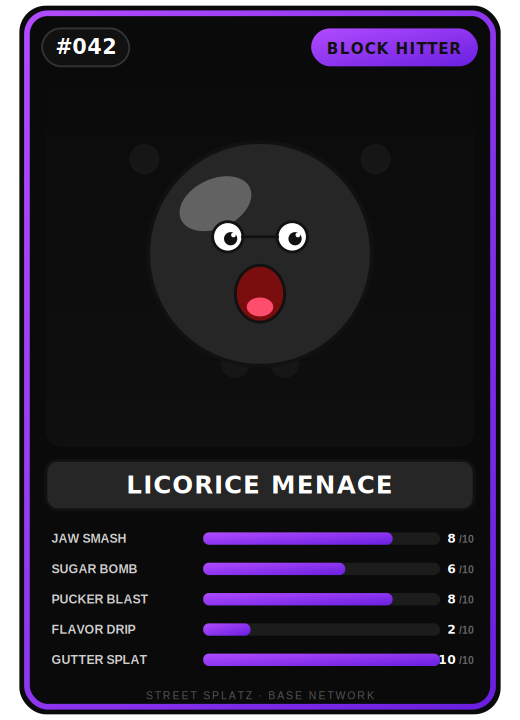 #042
BLOCK HITTER
LICORICE MENACE
JAW SMASH 8 /10
SUGAR BOMB 6 /10
PUCKER BLAST 8 /10
FLAVOR DRIP 2 /10
GUTTER SPLAT 10 /10
STREET SPLATZ · BASE NETWORK